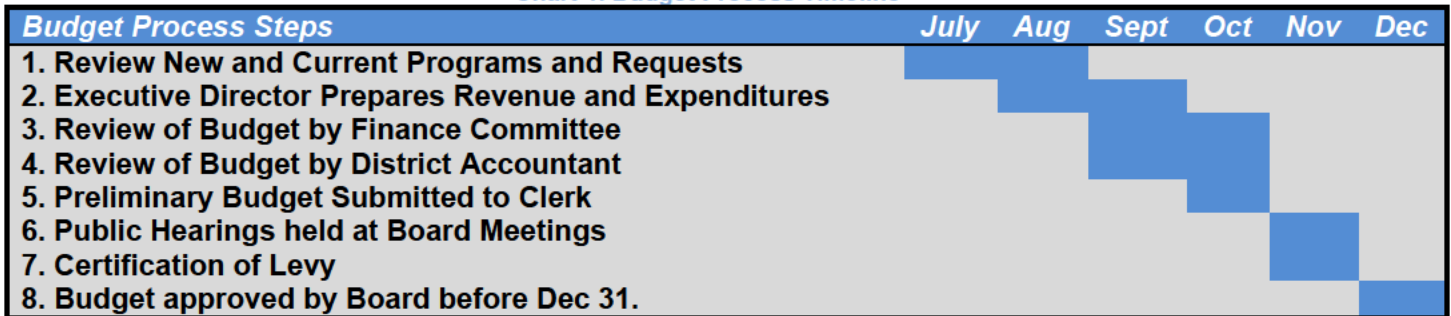 Budget Process Steps July Aug Sept Oct Nov Dec
1. Review New and Current Programs and Requests
2. Executive Director Prepares Revenue and Expenditures
3. Review of Budget by Finance Committee
4. Review of Budget by District Accountant
5. Preliminary Budget Submitted to Clerk
6. Public Hearings held at Board Meetings
7. Certification of Levy
8. Budget approved by Board before Dec 31.